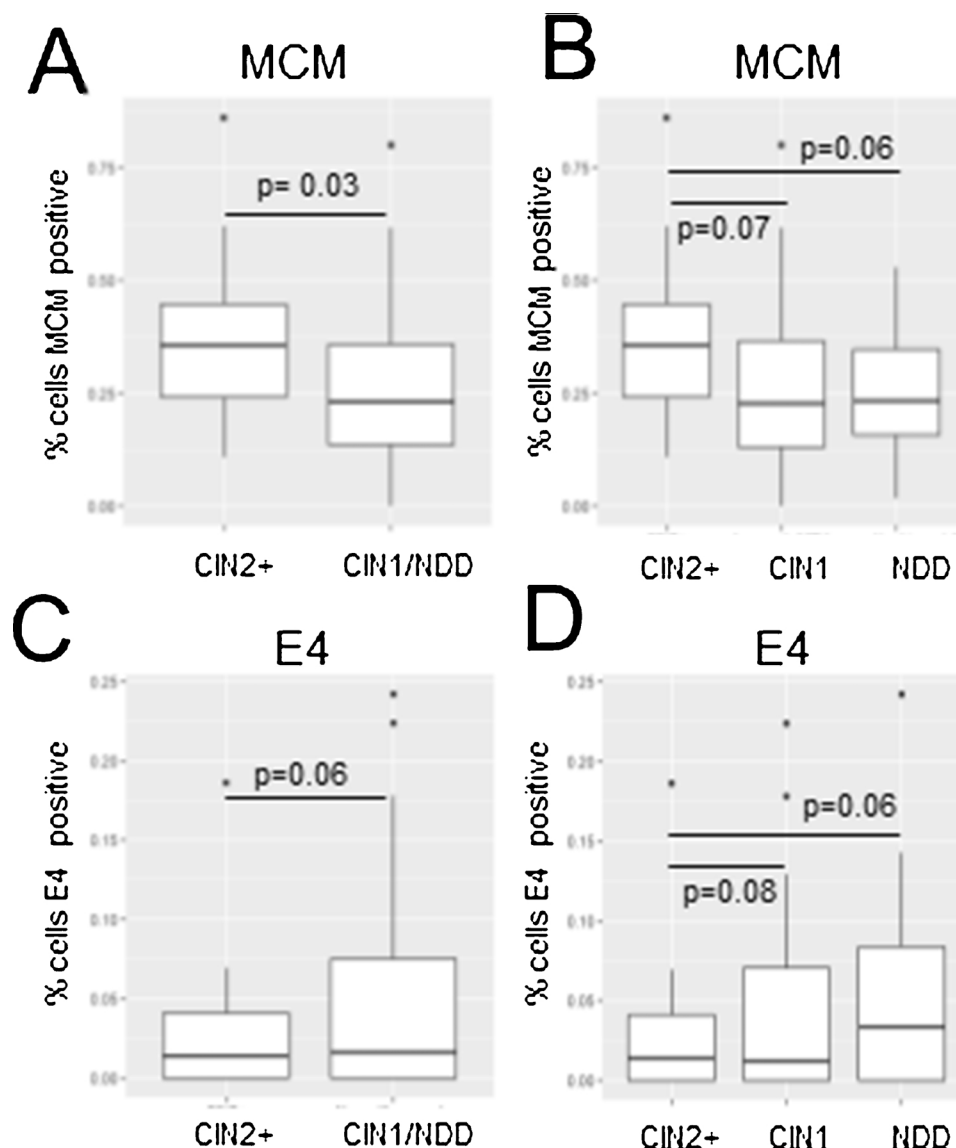 A
MCM
% cells MCM positive
0.75
0.50
0.25
0.00
p= 0.03
CIN2+
CIN1/NDD
B
MCM
% cells MCM positive
0.75
0.50
0.25
0.00
p=0.06
p=0.07
CIN2+
CIN1
NDD
C
E4
% cells E4 positive
0.25
0.20
0.15
0.10
0.05
0.00
p=0.06
CIN2+
CIN1/NDD
D
E4
% cells E4 positive
0.25
0.20
0.15
0.10
0.05
0.00
p=0.06
p=0.08
CIN2+
CIN1
NDD